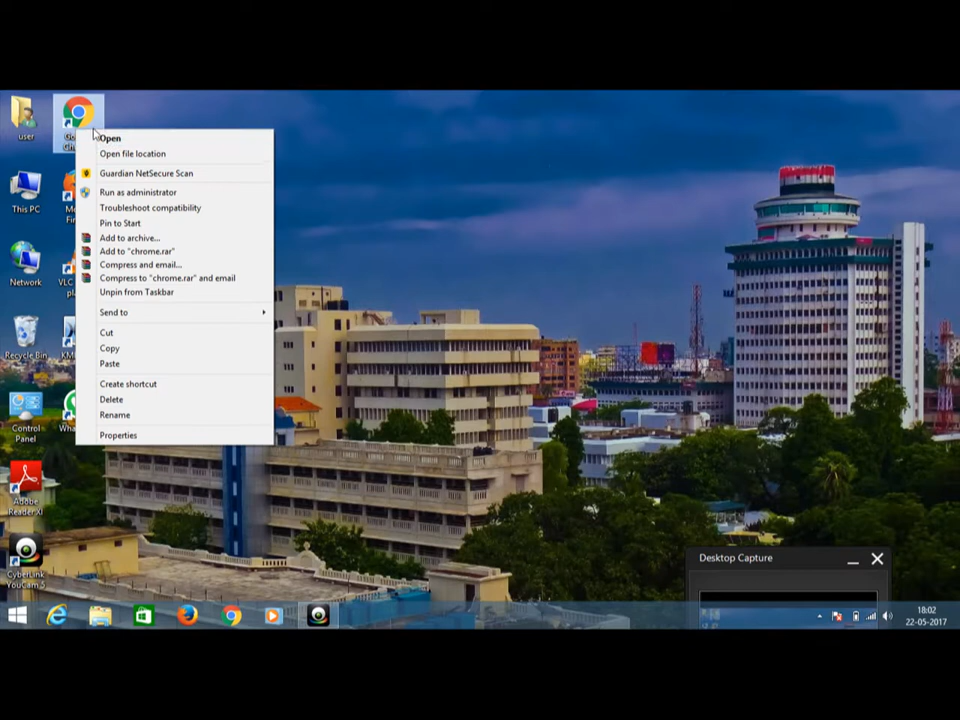 user
This PC
Network
Recycle Bin
Control
Panel
Adobe
Reader XI
CyberLink
YouCam 5
Open
Open file location
Guardian NetSecure Scan
Run as administrator
Troubleshoot compatibility
Pin to Start
Add to archive...
Add to "chrome.rar"
Compress and email...
Compress to "chrome.rar" and email
Unpin from Taskbar
Send to
Cut
Copy
Paste
Create shortcut
Delete
Rename
Properties
Desktop Capture
18:02
22-05-2017